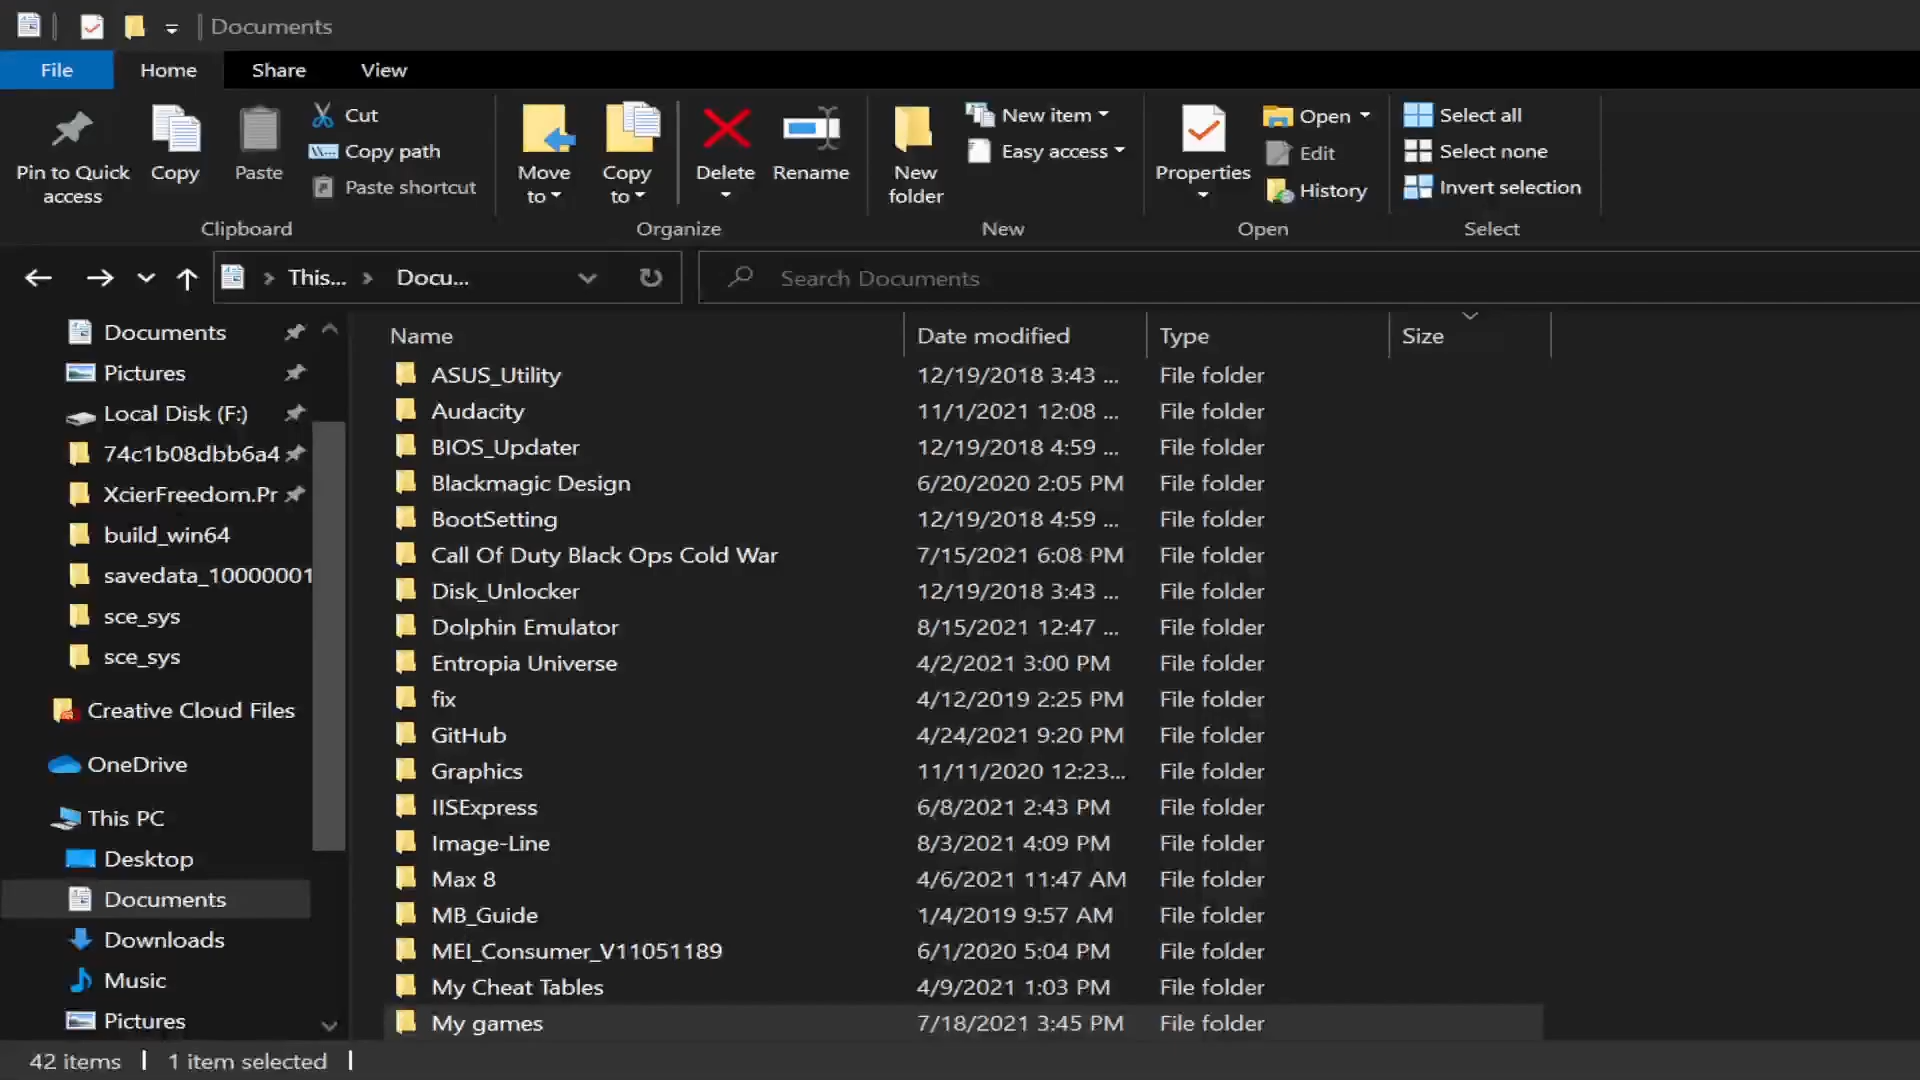 Documents
File Home Share View
Pin to Quick access
Copy
Paste
Cut
Copy path
Paste shortcut
Clipboard
Move to
Copy to
Delete
Rename
Organize
New folder
New item
Easy access
New
Properties
Open
Edit
History
Open
Select all
Select none
Invert selection
Select
This... Docu...
Search Documents
Documents
Pictures
Local Disk (F:)
74c1b08dbb6a4
XcierFreedom.Pr
build_win64
savedata_10000001
sce_sys
sce_sys
Creative Cloud Files
OneDrive
This PC
Desktop
Documents
Downloads
Music
Pictures
Name Date modified Type Size
ASUS_Utility 12/19/2018 3:43 ... File folder
Audacity 11/1/2021 12:08 ... File folder
BIOS_Updater 12/19/2018 4:59 ... File folder
Blackmagic Design 6/20/2020 2:05 PM File folder
BootSetting 12/19/2018 4:59 ... File folder
Call Of Duty Black Ops Cold War 7/15/2021 6:08 PM File folder
Disk_Unlocker 12/19/2018 3:43 ... File folder
Dolphin Emulator 8/15/2021 12:47 ... File folder
Entropia Universe 4/2/2021 3:00 PM File folder
fix 4/12/2019 2:25 PM File folder
GitHub 4/24/2021 9:20 PM File folder
Graphics 11/11/2020 12:23... File folder
IISExpress 6/8/2021 2:43 PM File folder
Image-Line 8/3/2021 4:09 PM File folder
Max 8 4/6/2021 11:47 AM File folder
MB_Guide 1/4/2019 9:57 AM File folder
MEI_Consumer_V11051189 6/1/2020 5:04 PM File folder
My Cheat Tables 4/9/2021 1:03 PM File folder
My games 7/18/2021 3:45 PM File folder
42 items 1 item selected